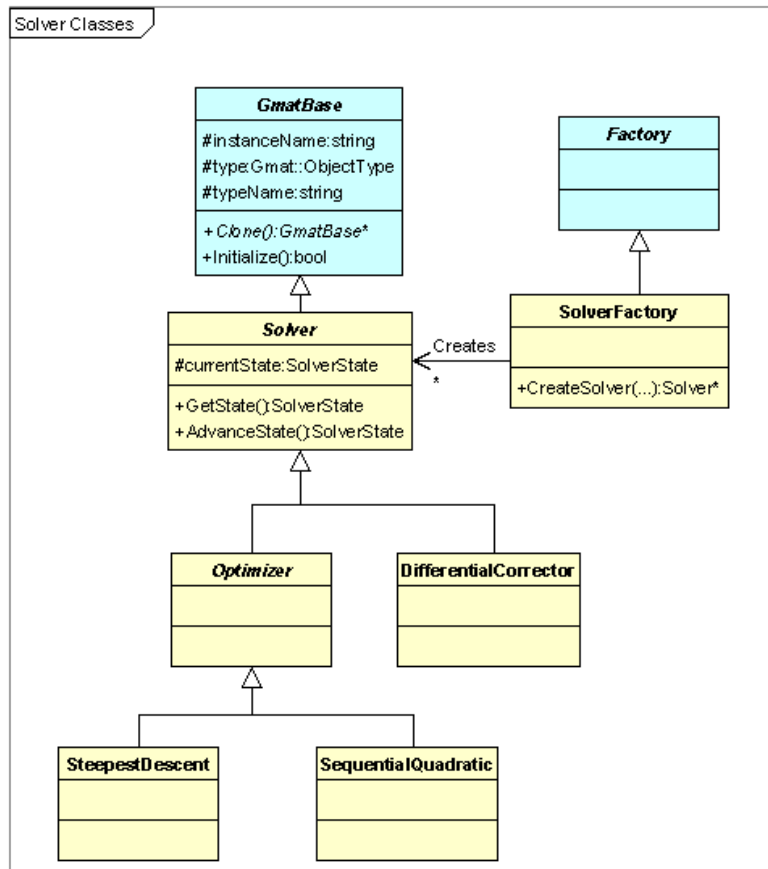 Solver Classes
GmatBase
#instanceName:string
#type:Gmat::ObjectType
#typeName:string
+Clone():GmatBase*
+Initialize():bool
Factory
Solver
#currentState:SolverState
+GetState():SolverState
+AdvanceState():SolverState
Creates
*
SolverFactory
+CreateSolver(...):Solver*
Optimizer
DifferentialCorrector
SteepestDescent
SequentialQuadratic